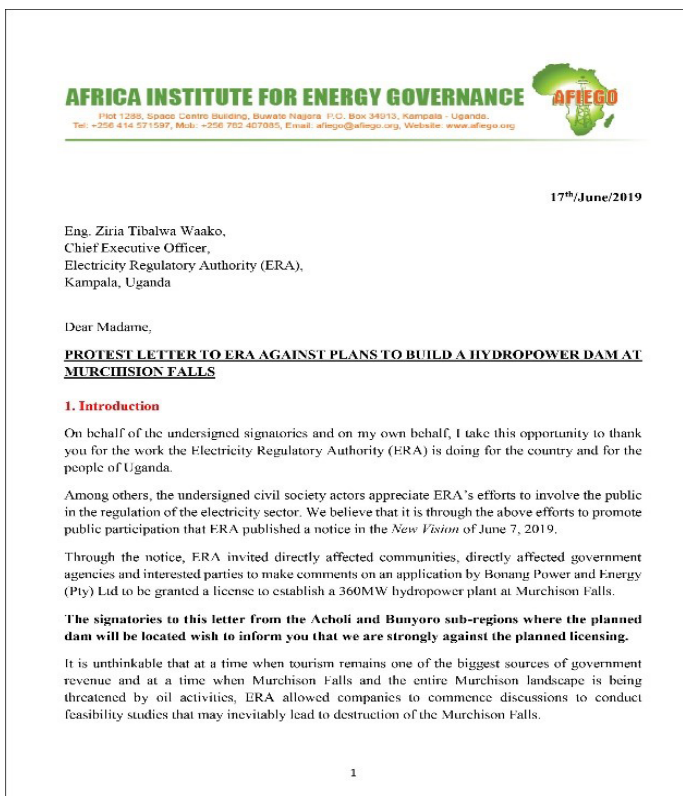 AFRICA INSTITUTE FOR ENERGY GOVERNANCE
AFIEGO
Plot 1288, Space Centre Building, Buwate Najjera P.O. Box 34913, Kampala - Uganda.
Tel: +256 414 571597, Mob: +256 782 407085, Email: afiego@afiego.org, Website: www.afiego.org
17th/June/2019
Eng. Ziria Tibalwa Waako,
Chief Executive Officer,
Electricity Regulatory Authority (ERA),
Kampala, Uganda
Dear Madame,
PROTEST LETTER TO ERA AGAINST PLANS TO BUILD A HYDROPOWER DAM AT
MURCHISION FALLS
1. Introduction
On behalf of the undersigned signatories and on my own behalf, I take this opportunity to thank
you for the work the Electricity Regulatory Authority (ERA) is doing for the country and for the
people of Uganda.
Among others, the undersigned civil society actors appreciate ERA's efforts to involve the public
in the regulation of the electricity sector. We believe that it is through the above efforts to promote
public participation that ERA published a notice in the New Vision of June 7, 2019.
Through the notice, ERA invited directly affected communities, directly affected government
agencies and interested parties to make comments on an application by Bonang Power and Energy
(Pty) Ltd to be granted a license to establish a 360MW hydropower plant at Murchison Falls.
The signatories to this letter from the Acholi and Bunyoro sub-regions where the planned
dam will be located wish to inform you that we are strongly against the planned licensing.
It is unthinkable that at a time when tourism remains one of the biggest sources of government
revenue and at a time when Murchison Falls and the entire Murchison landscape is being
threatened by oil activities, ERA allowed companies to commence discussions to conduct
feasibility studies that may inevitably lead to destruction of the Murchison Falls.
1